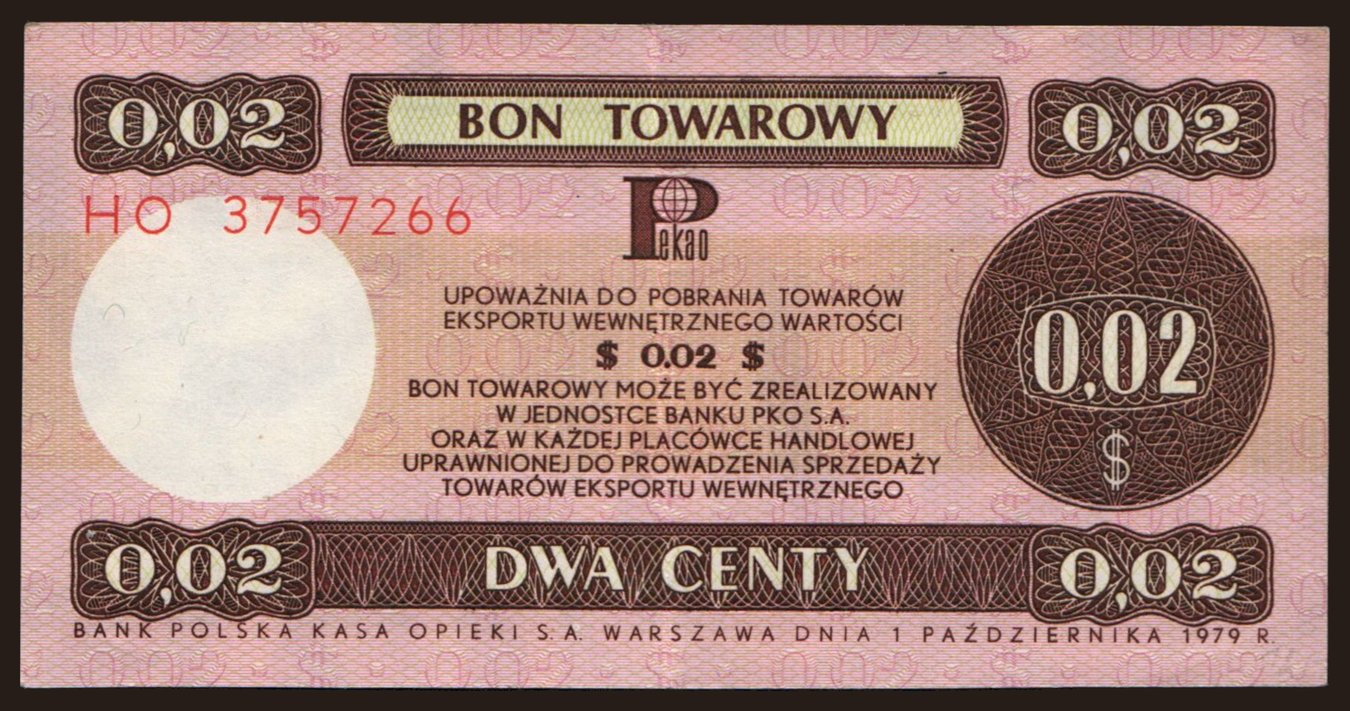 0,02 BON TOWAROWY 0,02
HO 3757266
Pekao
UPOWAŻNIA DO POBRANIA TOWARÓW
EKSPORTU WEWNĘTRZNEGO WARTOŚCI
$ 0.02 $
BON TOWAROWY MOŻE BYĆ ZREALIZOWANY
W JEDNOSTCE BANKU PKO S.A.
ORAZ W KAŻDEJ PLACÓWCE HANDLOWEJ
UPRAWNIONEJ DO PROWADZENIA SPRZEDAŻY
TOWARÓW EKSPORTU WEWNĘTRZNEGO
0,02
$
0,02 DWA CENTY 0,02
BANK POLSKA KASA OPIEKI S.A. WARSZAWA DNIA 1 PAŹDZIERNIKA 1979 R.